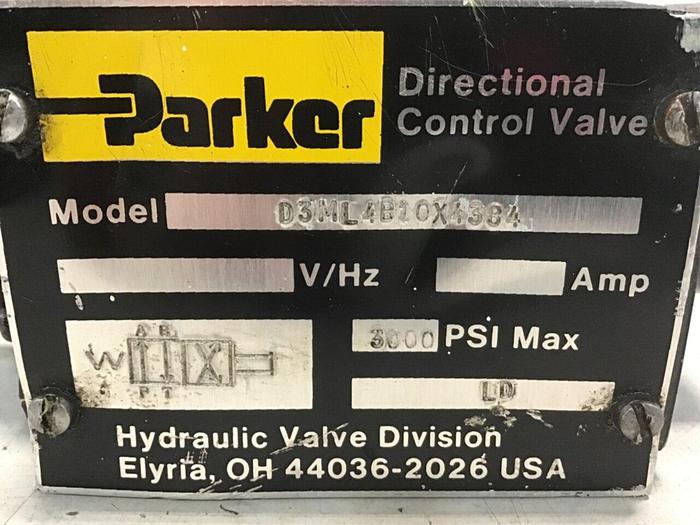 Parker
Directional
Control Valve
Model D3ML4B10X4384
V/Hz
Amp
A B
P T
3000 PSI Max
LD
Hydraulic Valve Division
Elyria, OH 44036-2026 USA